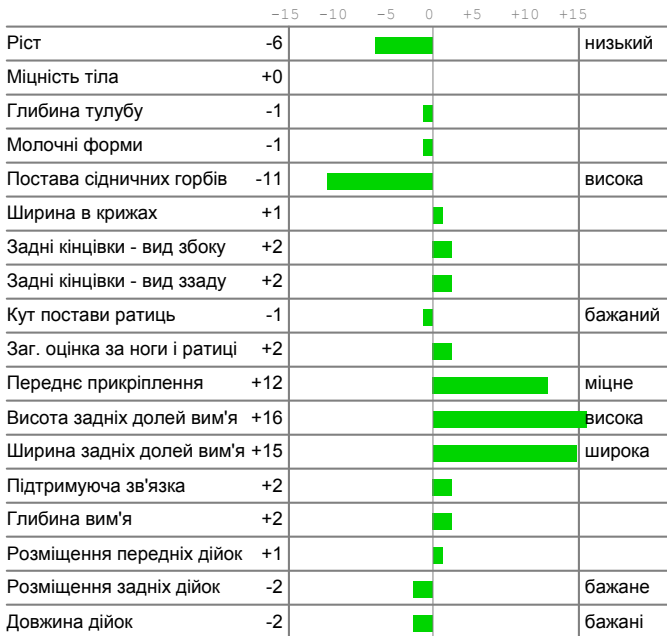 -15 -10 -5 0 +5 +10 +15
Ріст -6 низький
Міцність тіла +0
Глибина тулубу -1
Молочні форми -1
Постава сідничних горбів -11 висока
Ширина в крижах +1
Задні кінцівки - вид збоку +2
Задні кінцівки - вид ззаду +2
Кут постави ратиць -1 бажаний
Заг. оцінка за ноги і ратиці +2
Переднє прикріплення +12 міцне
Висота задніх долей вим'я +16 висока
Ширина задніх долей вим'я +15 широка
Підтримуюча зв'язка +2
Глибина вим'я +2
Розміщення передніх дійок +1
Розміщення задніх дійок -2 бажане
Довжина дійок -2 бажані